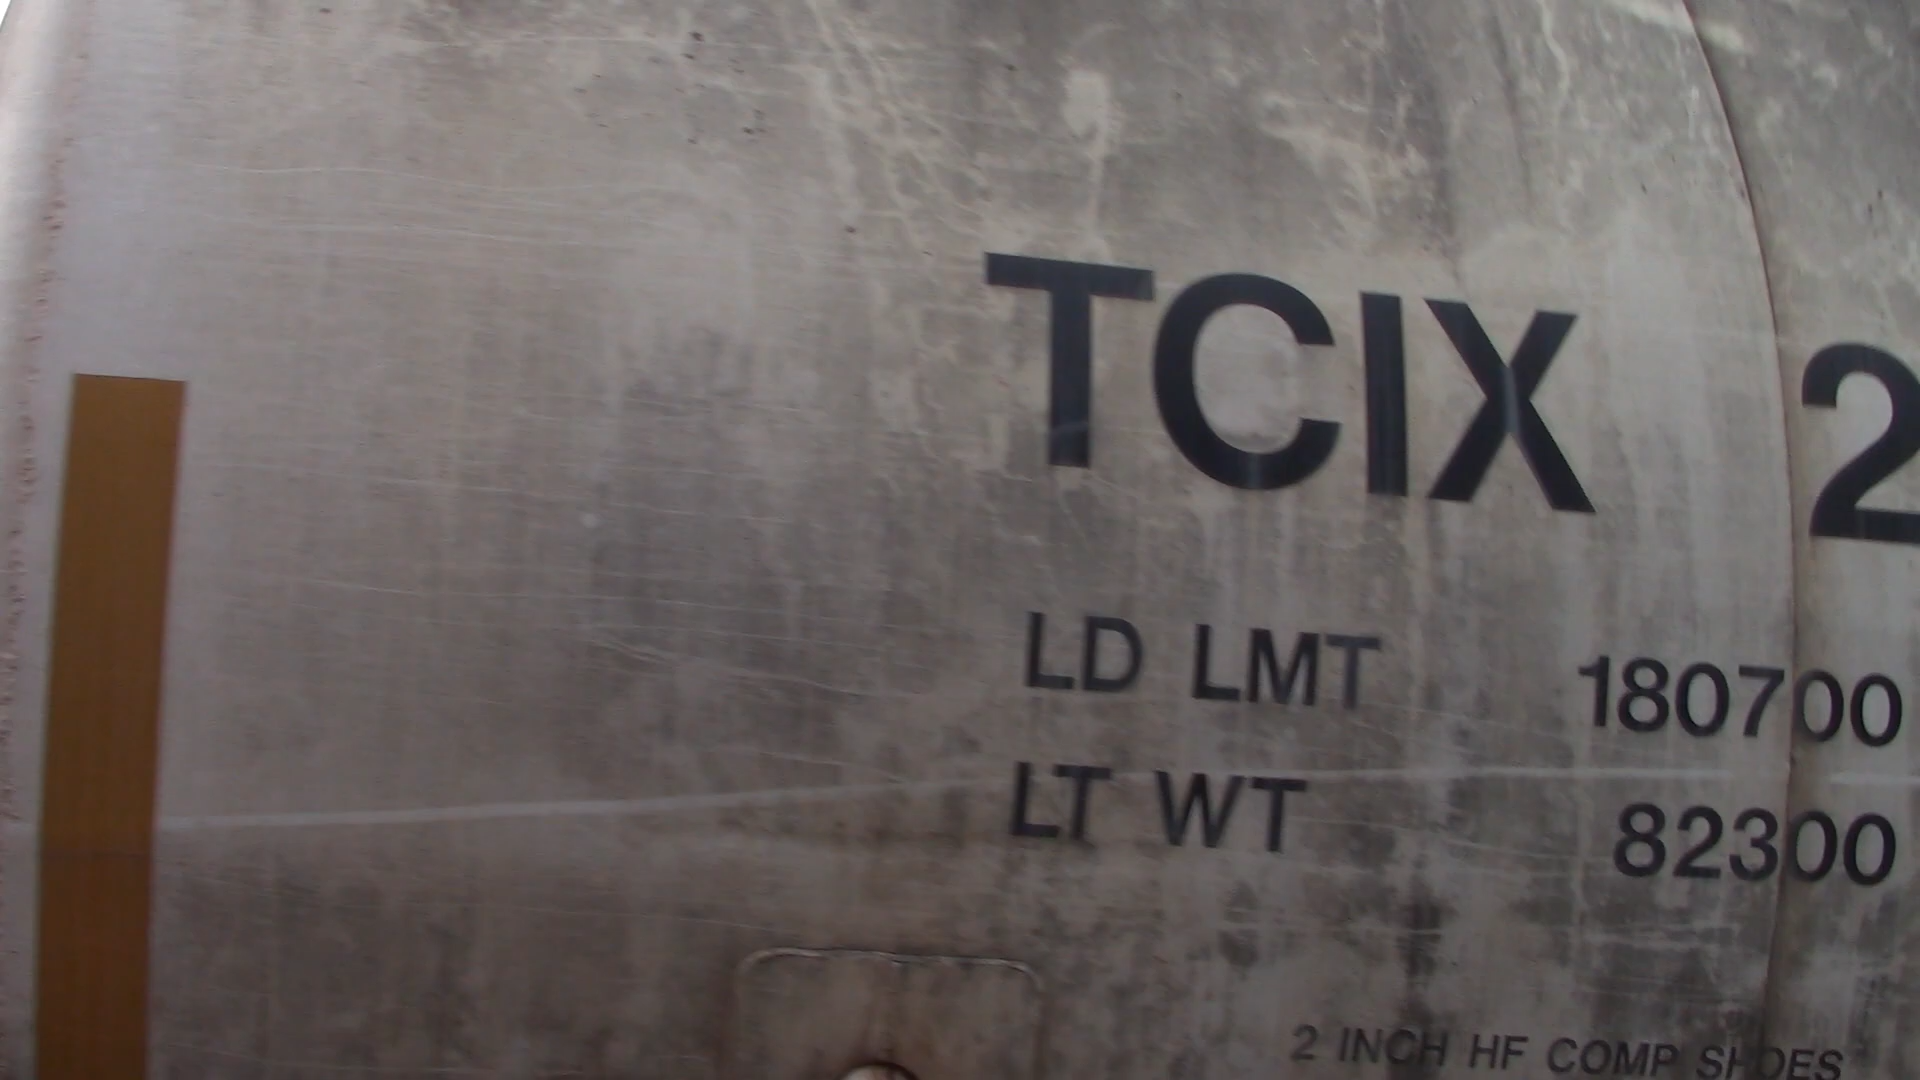 TCIX 2
LD LMT 180700
LT WT 82300
2 INCH HF COMP SHOES